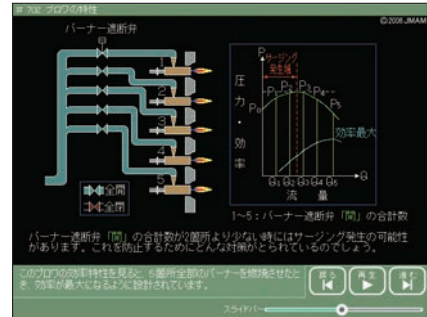 # 702 ブロワの特性
©2006 JMAM
バーナー遮断弁
1
2
3
4
5
全開
全閉
P
サージング
発生域
P₁
P₂
P₃
P₄
P₅
P₀
圧力・効率
効率最大
Q₁ Q₂ Q₃ Q₄ Q₅
Q
流量
1~5:バーナー遮断弁「開」の合計数
バーナー遮断弁「開」の合計数が2箇所より少ない時にはサージング発生の可能性
があります。これを防止するためにどんな対策がとられているのでしょう。
このブロワの効率特性を見ると、5箇所全部のバーナーを燃焼させたと
き、効率が最大になるように設計されています。
戻る
再生
進む
スライドバー